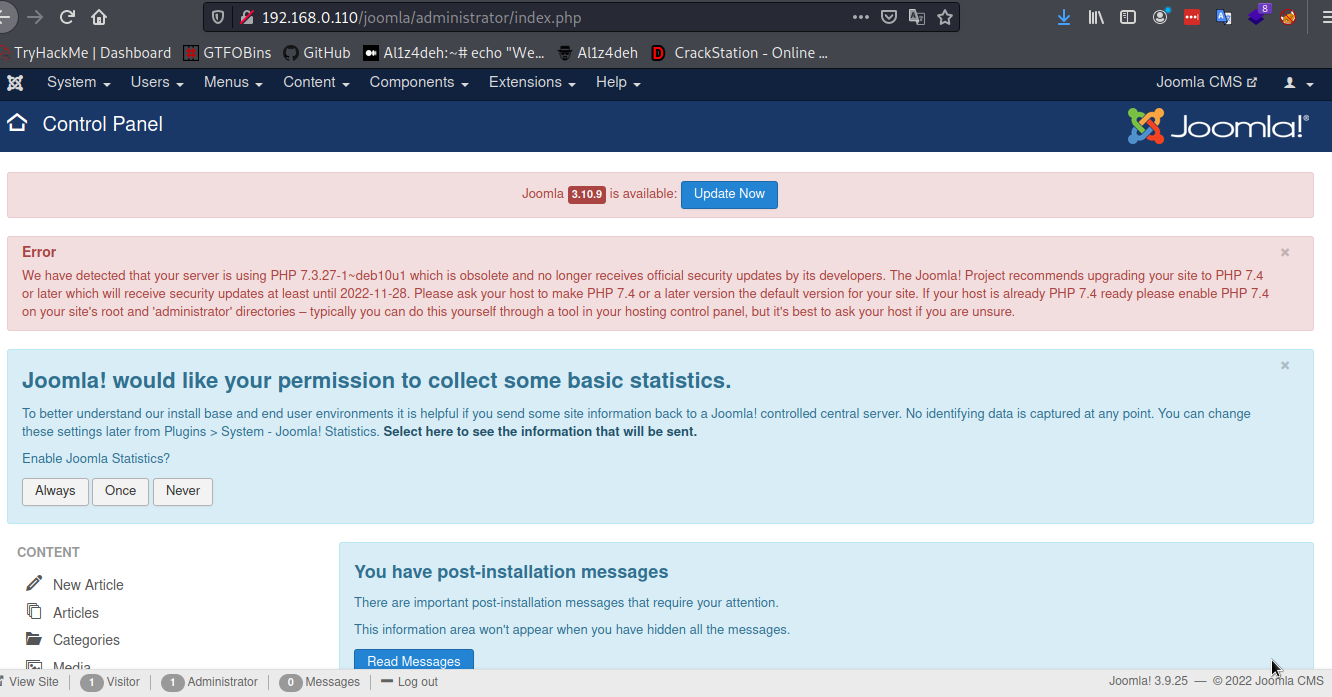 192.168.0.110/joomla/administrator/index.php
8
TryHackMe | Dashboard GTFOBins GitHub Al1z4deh:~# echo "We... Al1z4deh CrackStation - Online ...
System Users Menus Content Components Extensions Help Joomla CMS
Control Panel Joomla!®
Joomla 3.10.9 is available: Update Now
Error
We have detected that your server is using PHP 7.3.27-1~deb10u1 which is obsolete and no longer receives official security updates by its developers. The Joomla! Project recommends upgrading your site to PHP 7.4
or later which will receive security updates at least until 2022-11-28. Please ask your host to make PHP 7.4 or a later version the default version for your site. If your host is already PHP 7.4 ready please enable PHP 7.4
on your site's root and 'administrator' directories – typically you can do this yourself through a tool in your hosting control panel, but it's best to ask your host if you are unsure.
Joomla! would like your permission to collect some basic statistics.
To better understand our install base and end user environments it is helpful if you send some site information back to a Joomla! controlled central server. No identifying data is captured at any point. You can change
these settings later from Plugins > System - Joomla! Statistics. Select here to see the information that will be sent.
Enable Joomla Statistics?
Always Once Never
CONTENT
New Article
Articles
Categories
Media
You have post-installation messages
There are important post-installation messages that require your attention.
This information area won't appear when you have hidden all the messages.
Read Messages
View Site 1 Visitor 1 Administrator 0 Messages Log out Joomla! 3.9.25 — © 2022 Joomla CMS